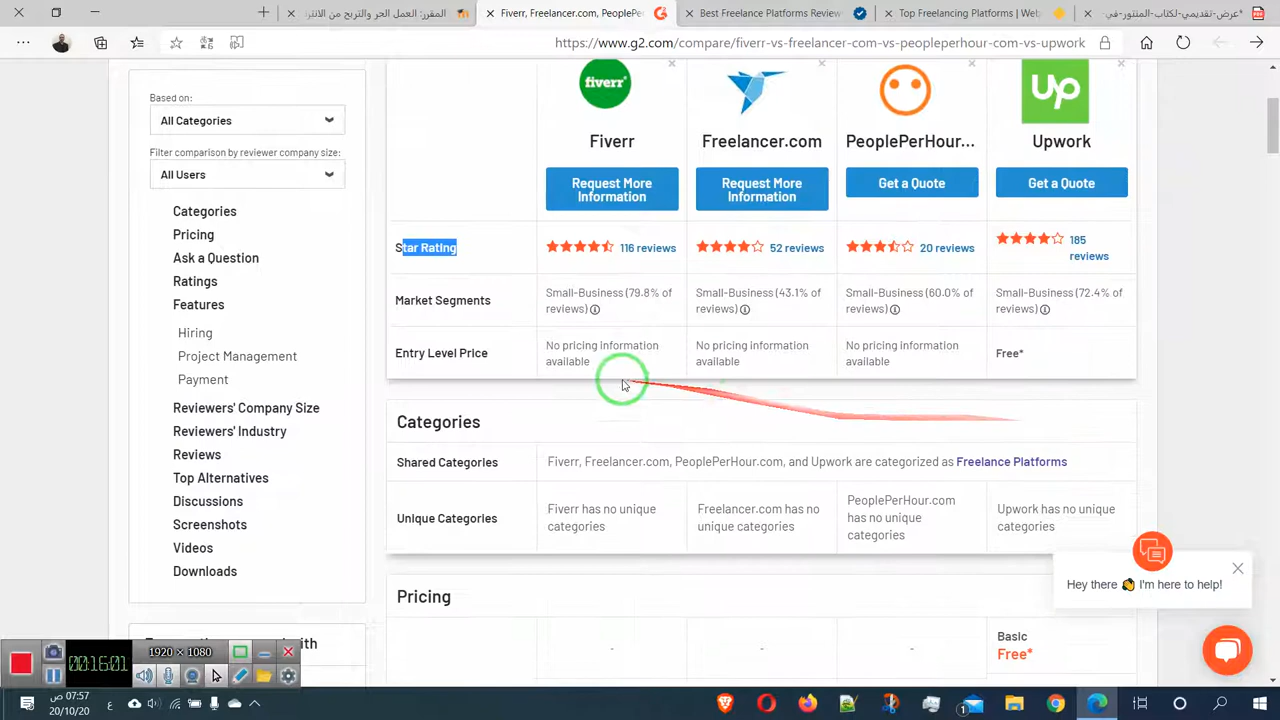 المقرر: العمل الحر والتربح من الانتر
Fiverr, Freelancer.com, PeoplePe
Best Freelance Platforms Review
Top Freelancing Platforms | Web
*عرض-تقديمي-لكتاب-المنثور-في
https://www.g2.com/compare/fiverr-vs-freelancer-com-vs-peopleperhour-com-vs-upwork
Based on:
All Categories
Filter comparison by reviewer company size:
All Users
Categories
Pricing
Ask a Question
Ratings
Features
Hiring
Project Management
Payment
Reviewers' Company Size
Reviewers' Industry
Reviews
Top Alternatives
Discussions
Screenshots
Videos
Downloads
fiverr
Up
Fiverr
Freelancer.com
PeoplePerHour...
Upwork
Request More Information
Request More Information
Get a Quote
Get a Quote
Star Rating
116 reviews
52 reviews
20 reviews
185 reviews
Market Segments
Small-Business (79.8% of reviews)
Small-Business (43.1% of reviews)
Small-Business (60.0% of reviews)
Small-Business (72.4% of reviews)
Entry Level Price
No pricing information available
No pricing information available
No pricing information available
Free*
Categories
Shared Categories
Fiverr, Freelancer.com, PeoplePerHour.com, and Upwork are categorized as Freelance Platforms
Unique Categories
Fiverr has no unique categories
Freelancer.com has no unique categories
PeoplePerHour.com has no unique categories
Upwork has no unique categories
Hey there 👋 I'm here to help!
Pricing
Basic
Free*
00:16:01
1920 × 1080
07:57 ص
20/10/20
ع
1